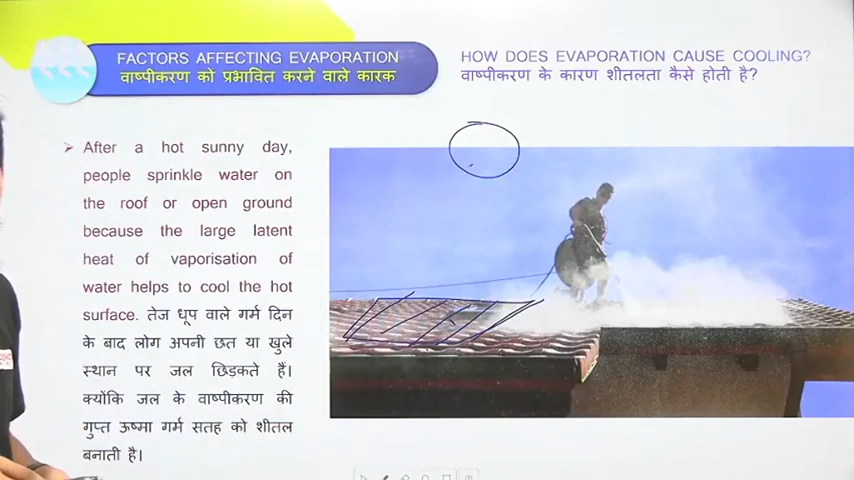 FACTORS AFFECTING EVAPORATION
वाष्पीकरण को प्रभावित करने वाले कारक
HOW DOES EVAPORATION CAUSE COOLING?
वाष्पीकरण के कारण शीतलता कैसे होती है?
After a hot sunny day,
people sprinkle water on
the roof or open ground
because the large latent
heat of vaporisation of
water helps to cool the hot
surface. तेज धूप वाले गर्म दिन
के बाद लोग अपनी छत या खुले
स्थान पर जल छिड़कते हैं।
क्योंकि जल के वाष्पीकरण की
गुप्त ऊष्मा गर्म सतह को शीतल
बनाती है।